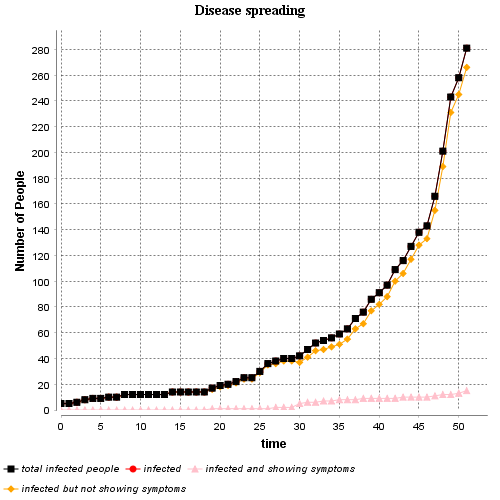 Disease spreading
280
260
240
220
200
180
160
140
120
100
80
60
40
20
0
Number of People
0 5 10 15 20 25 30 35 40 45 50
time
total infected people infected infected and showing symptoms
infected but not showing symptoms